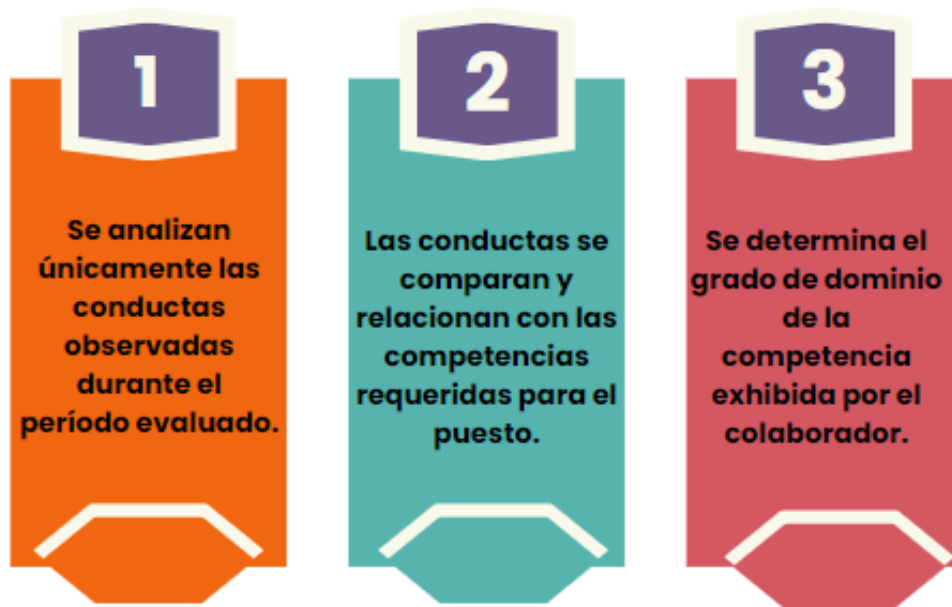 1
Se analizan
únicamente las
conductas
observadas
durante el
período evaluado.
2
Las conductas se
comparan y
relacionan con las
competencias
requeridas para el
puesto.
3
Se determina el
grado de dominio
de la
competencia
exhibida por el
colaborador.